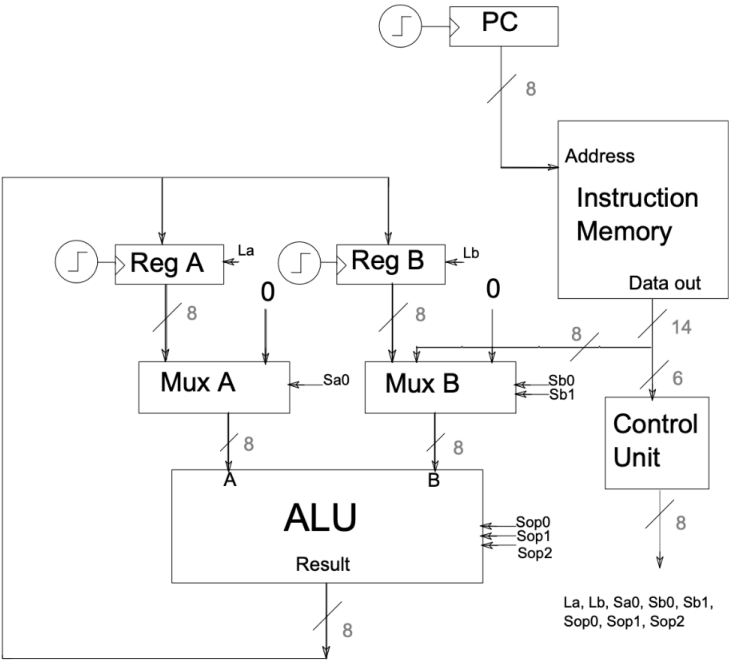 PC
8
Address
Instruction
Memory
Data out
14
La
Reg A
Lb
Reg B
0
0
8
8
8
6
Mux A
Sa0
Mux B
Sb0
Sb1
Control
Unit
8
8
A
B
ALU
Sop0
Sop1
Sop2
Result
8
8
La, Lb, Sa0, Sb0, Sb1,
Sop0, Sop1, Sop2